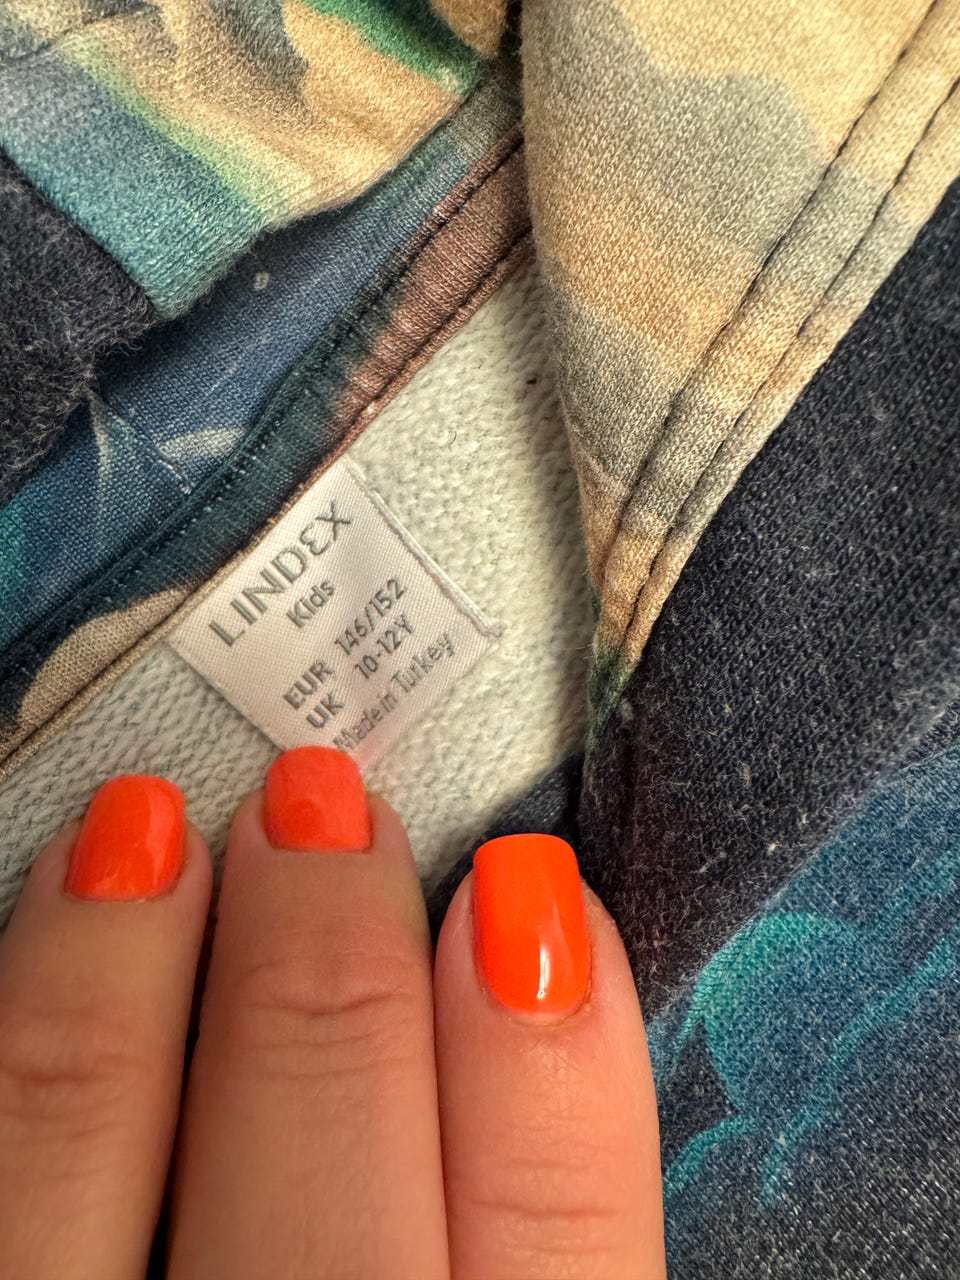 LINDEX
Kids
EUR 146/152
UK 10-12Y
Made in Turkey